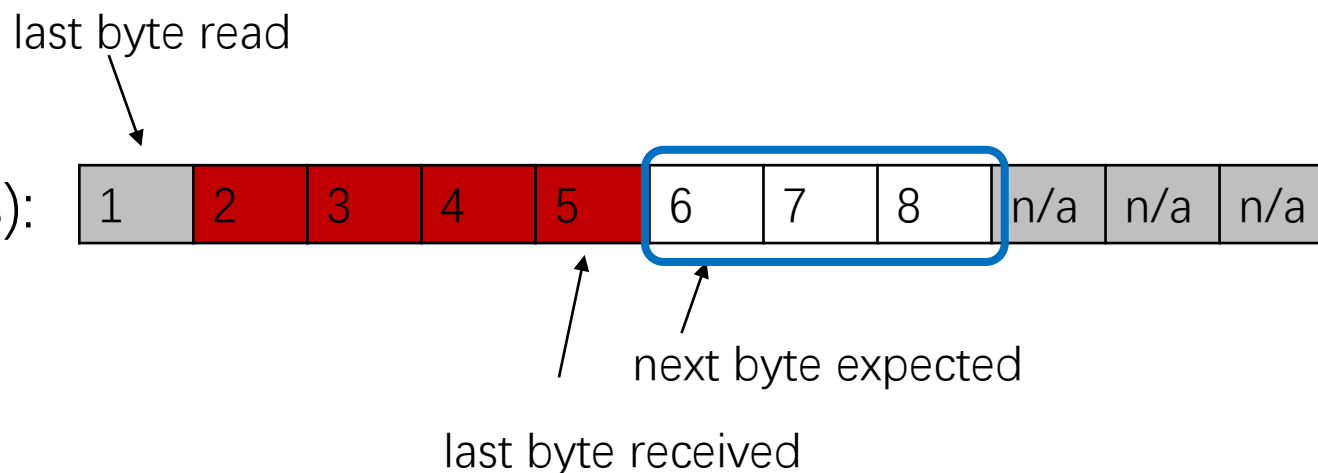 last byte read
): 1 2 3 4 5 6 7 8 n/a n/a n/a
next byte expected
last byte received